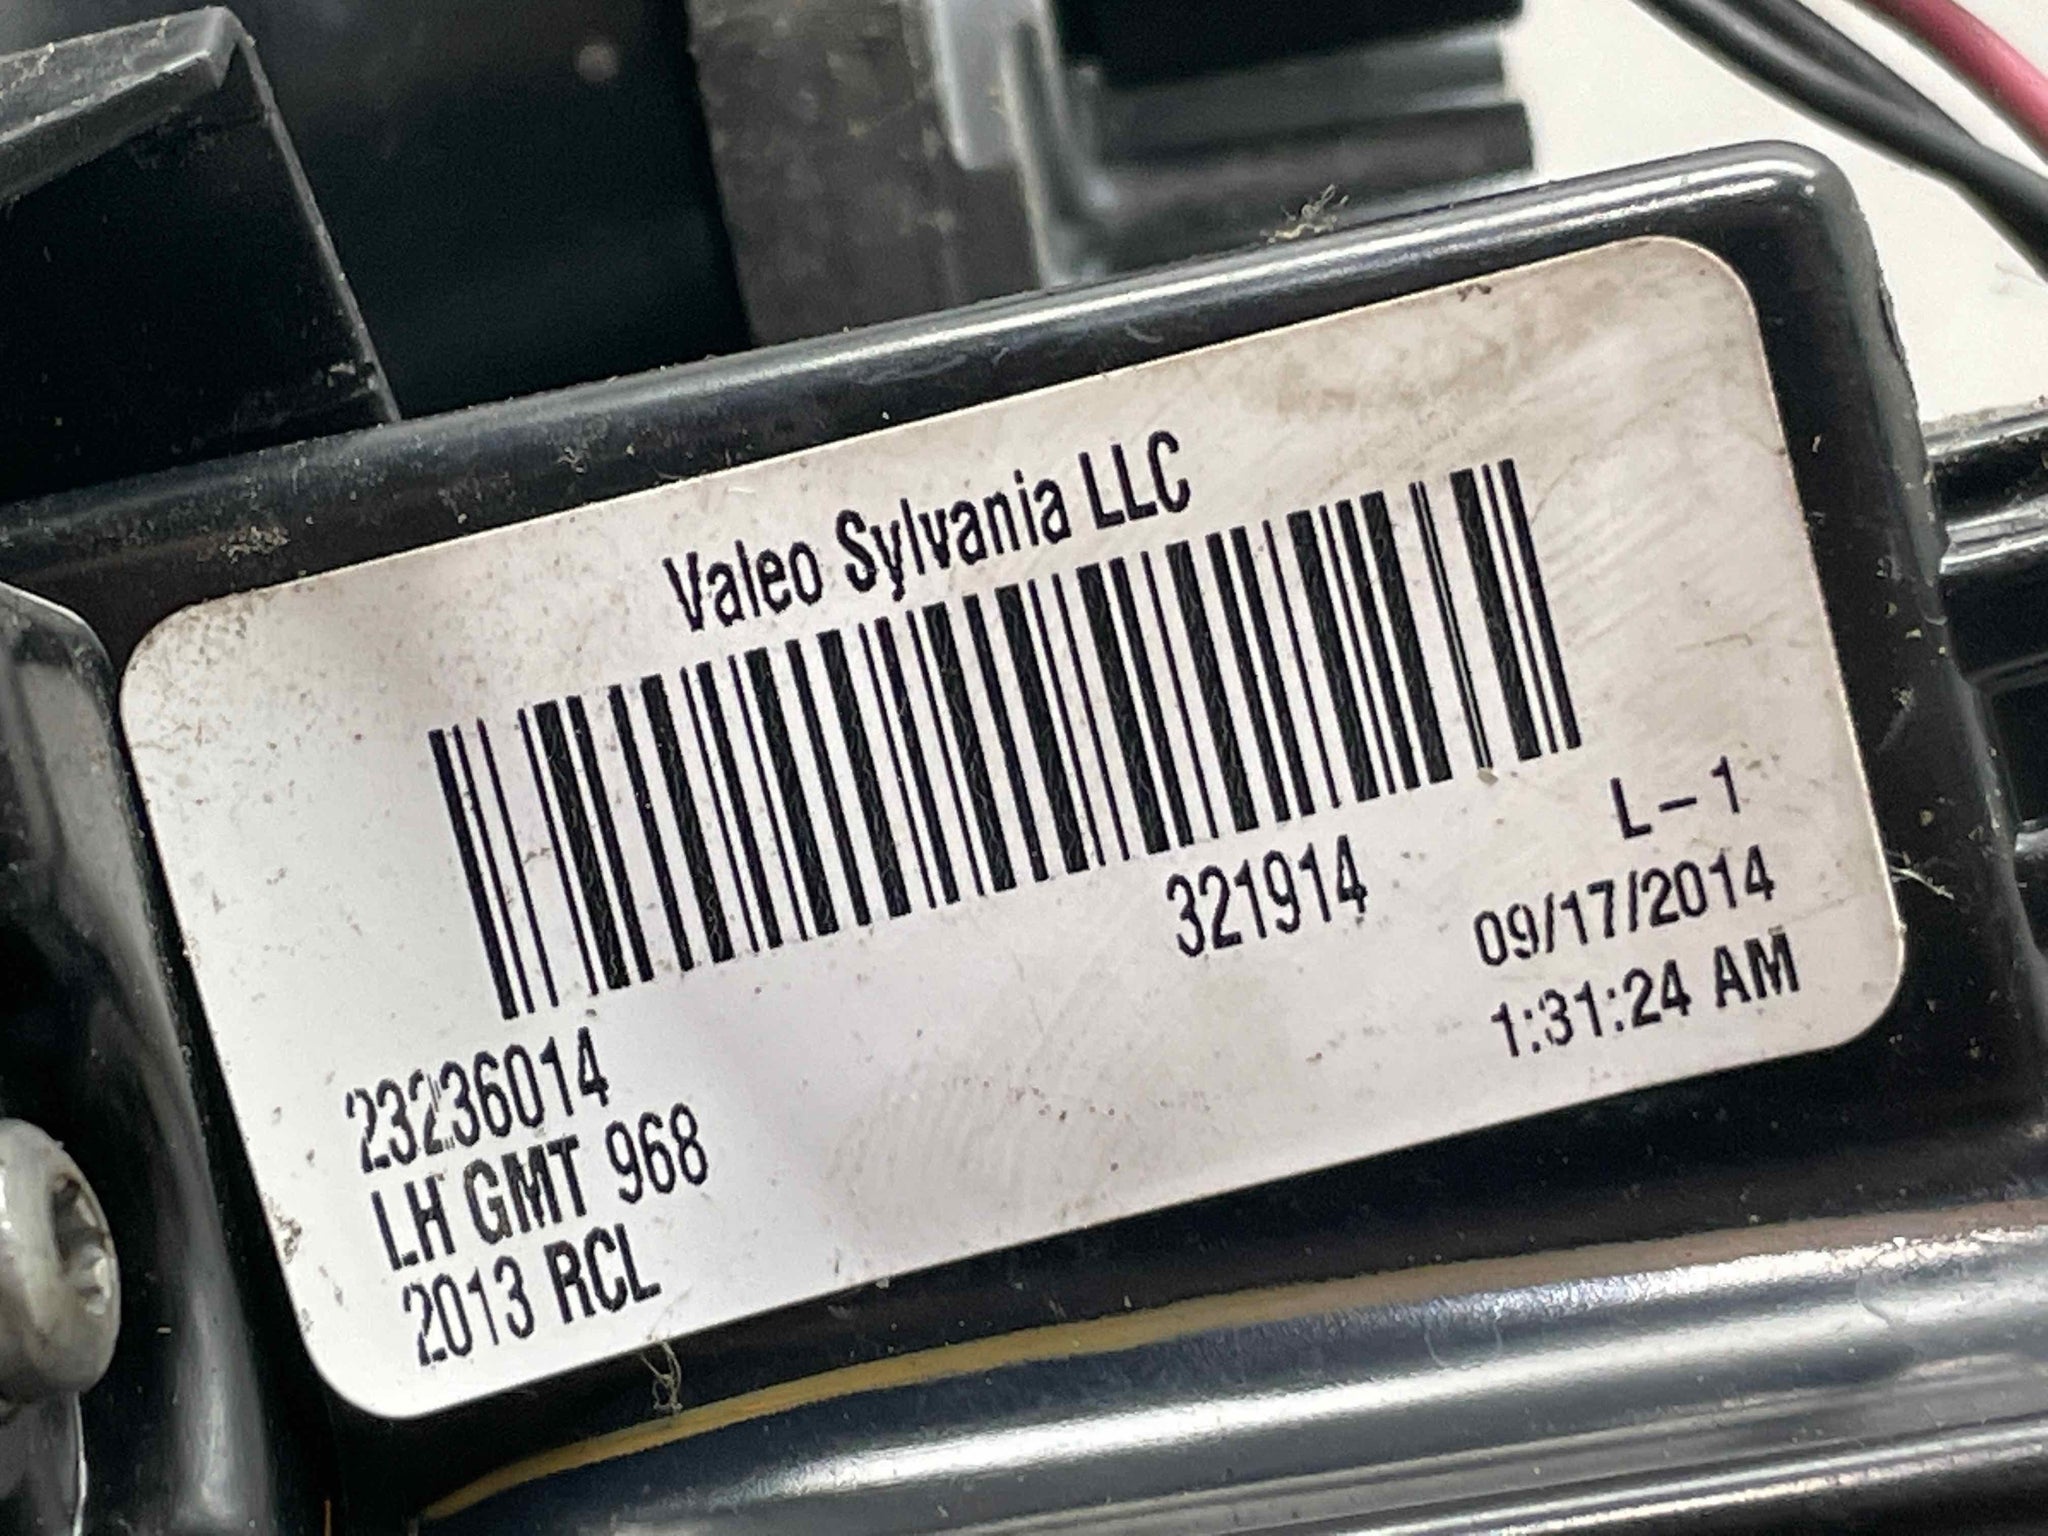 Valeo Sylvania LLC
321914
L-1
09/17/2014
1:31:24 AM
23236014
LH GMT 968
2013 RCL